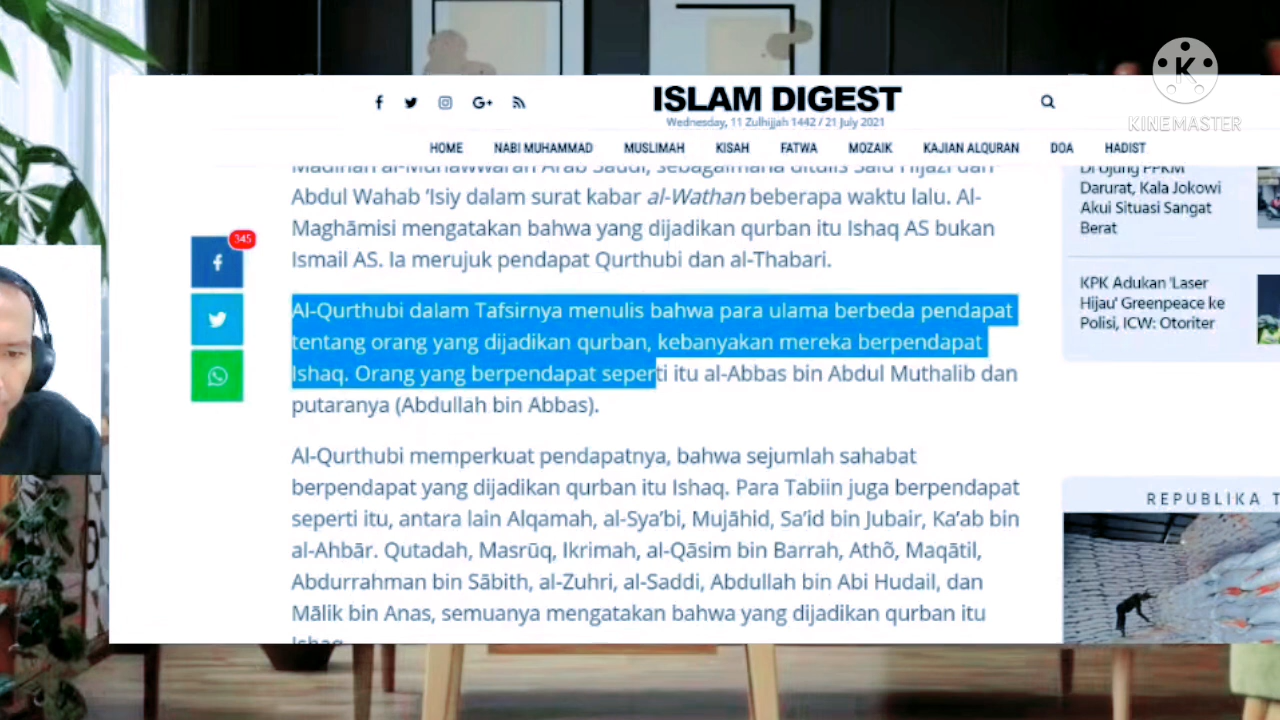 KINEMASTER
ISLAM DIGEST
Wednesday, 11 Zulhijjah 1442 / 21 July 2021
HOME NABI MUHAMMAD MUSLIMAH KISAH FATWA MOZAIK KAJIAN ALQURAN DOA HADIST
Abdul Wahab ‘Isiy dalam surat kabar al-Wathan beberapa waktu lalu. Al-
Maghāmisi mengatakan bahwa yang dijadikan qurban itu Ishaq AS bukan
Ismail AS. Ia merujuk pendapat Qurthubi dan al-Thabari.
345
Al-Qurthubi dalam Tafsirnya menulis bahwa para ulama berbeda pendapat
tentang orang yang dijadikan qurban, kebanyakan mereka berpendapat
Ishaq. Orang yang berpendapat seperti itu al-Abbas bin Abdul Muthalib dan
putaranya (Abdullah bin Abbas).
Al-Qurthubi memperkuat pendapatnya, bahwa sejumlah sahabat
berpendapat yang dijadikan qurban itu Ishaq. Para Tabiin juga berpendapat
seperti itu, antara lain Alqamah, al-Sya’bi, Mujāhid, Sa’id bin Jubair, Ka’ab bin
al-Ahbār. Qutadah, Masrūq, Ikrimah, al-Qāsim bin Barrah, Athõ, Maqātil,
Abdurrahman bin Sābith, al-Zuhri, al-Saddi, Abdullah bin Abi Hudail, dan
Mālik bin Anas, semuanya mengatakan bahwa yang dijadikan qurban itu
Di Ujung PPKM
Darurat, Kala Jokowi
Akui Situasi Sangat
Berat
KPK Adukan 'Laser
Hijau' Greenpeace ke
Polisi, ICW: Otoriter
REPUBLIKA T